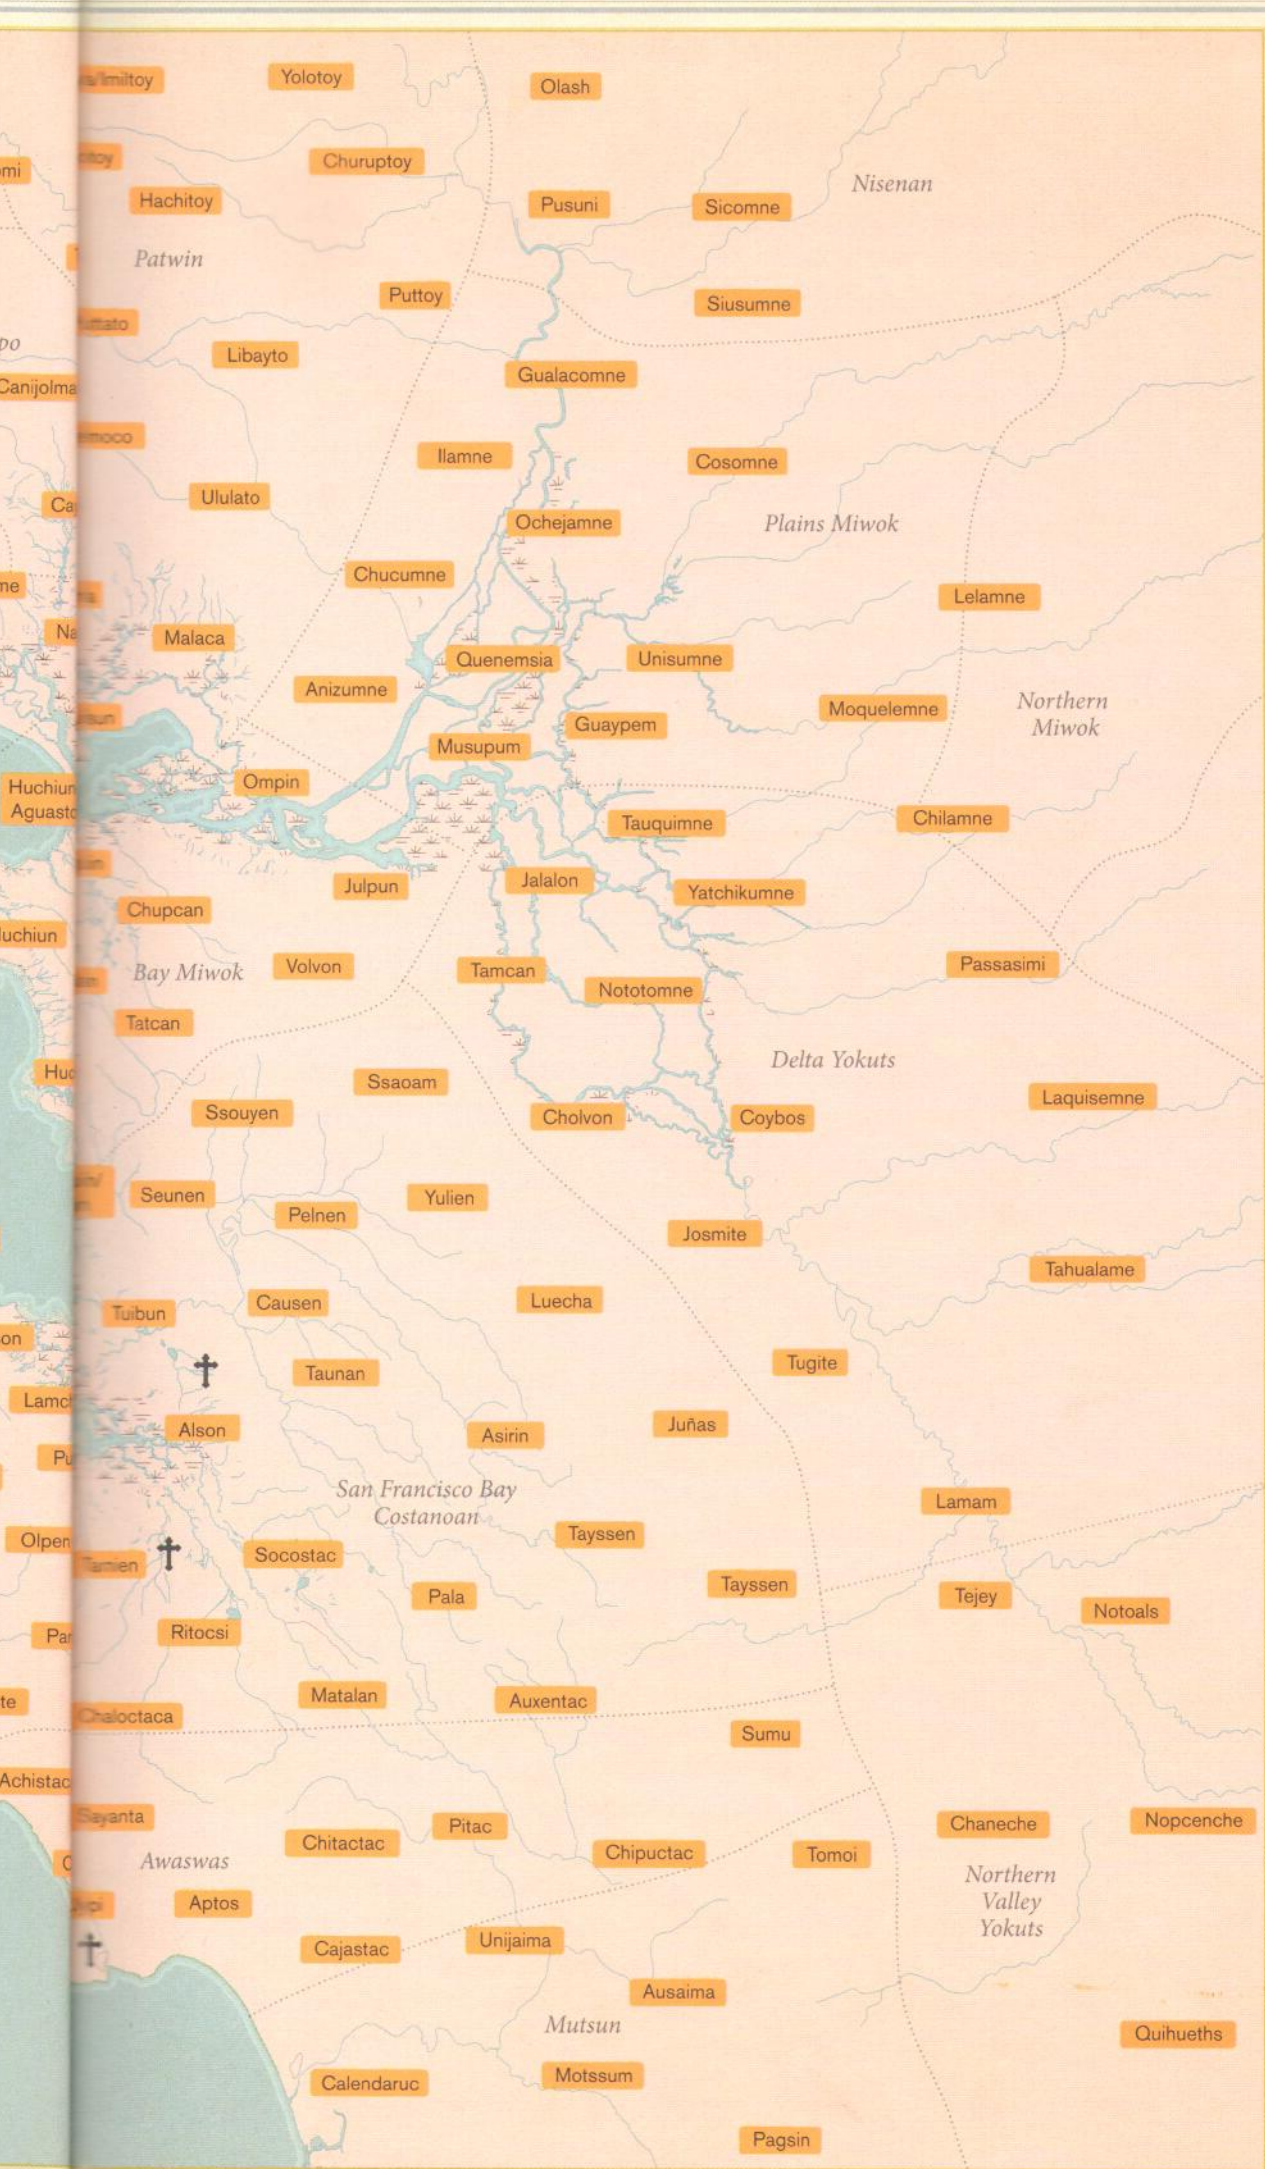 Yolotoy
Olash
Churuptoy
Hachitoy
Pusuni
Sicomne
Nisenan
Patwin
Puttoy
Siusumne
Libayto
Gualacomne
Canijolma
Ilamne
Cosomne
Ululato
Ochejamne
Plains Miwok
Chucumne
Lelamne
Malaca
Quenemsia
Unisumne
Anizumne
Moquelemne
Northern
Miwok
Guaypem
Musupum
Ompin
Tauquimne
Chilamne
Julpun
Jalalon
Yatchikumne
Chupcan
Bay Miwok
Volvon
Tamcan
Nototomne
Passasimi
Tatcan
Delta Yokuts
Ssaoam
Laquisemne
Ssouyen
Cholvon
Coybos
Seunen
Yulien
Pelnen
Josmite
Tahualame
Tuibun
Causen
Luecha
Taunan
Tugite
Alson
Asirin
Juñas
San Francisco Bay
Costanoan
Lamam
Tayssen
Tamien
Socostac
Pala
Tayssen
Tejey
Notoals
Ritocsi
Matalan
Auxentac
Chaloctaca
Sumu
Achistac
Sayanta
Chitactac
Pitac
Chipuctac
Tomoi
Chaneche
Nopcenche
Awaswas
Northern
Valley
Yokuts
Aptos
Cajastac
Unijaima
Ausaima
Mutsun
Quihueths
Calendaruc
Motssum
Pagsin